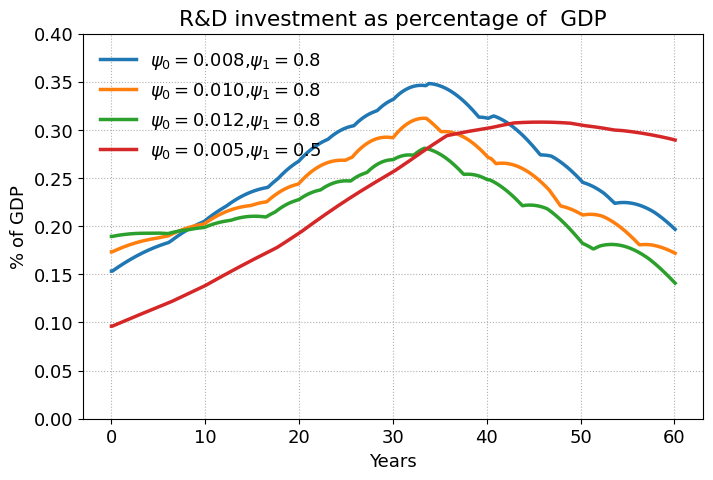 R&D investment as percentage of  GDP
0.40
0.35
0.30
0.25
0.20
0.15
0.10
0.05
0.00
% of GDP
ψ₀ = 0.008,ψ₁ = 0.8
ψ₀ = 0.010,ψ₁ = 0.8
ψ₀ = 0.012,ψ₁ = 0.8
ψ₀ = 0.005,ψ₁ = 0.5
0 10 20 30 40 50 60
Years